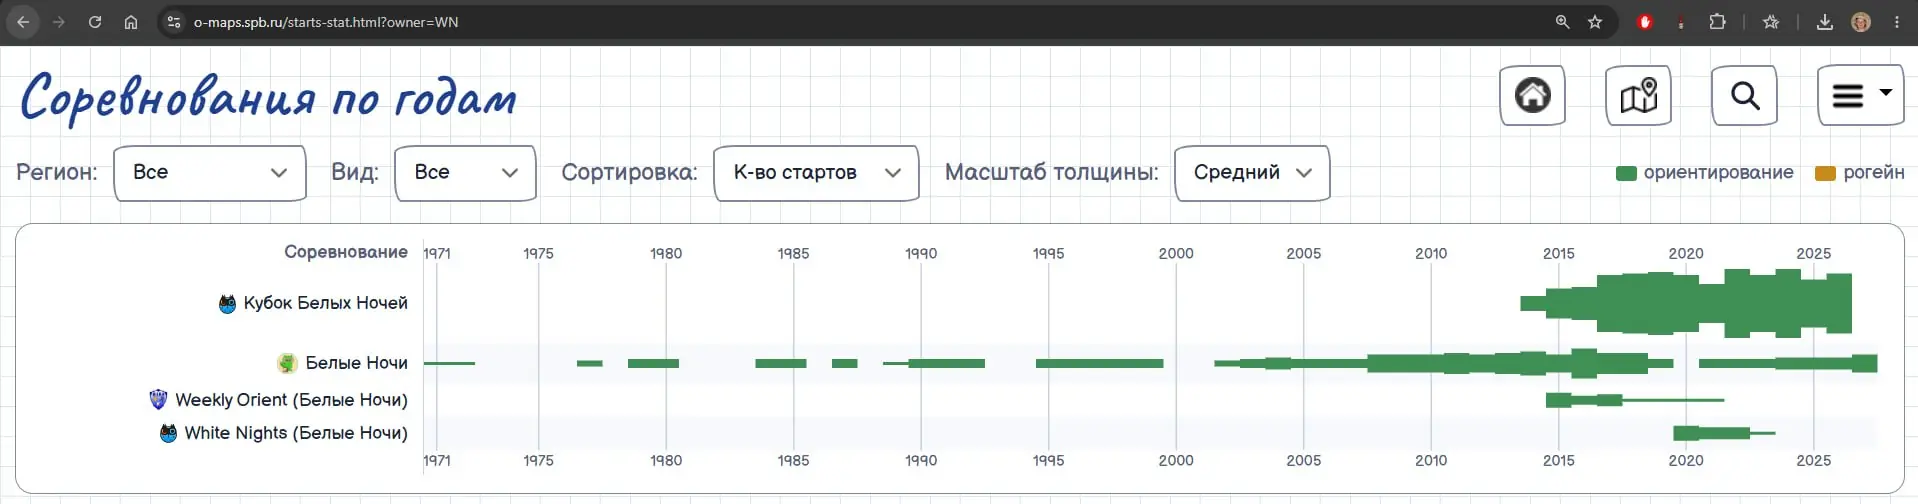 o-maps.spb.ru/starts-stat.html?owner=WN
Соревнования по годам
Регион: Все Вид: Все Сортировка: К-во стартов Масштаб толщины: Средний ориентирование рогейн
Соревнование 1971 1975 1980 1985 1990 1995 2000 2005 2010 2015 2020 2025
Кубок Белых Ночей
Белые Ночи
Weekly Orient (Белые Ночи)
White Nights (Белые Ночи)
1971 1975 1980 1985 1990 1995 2000 2005 2010 2015 2020 2025